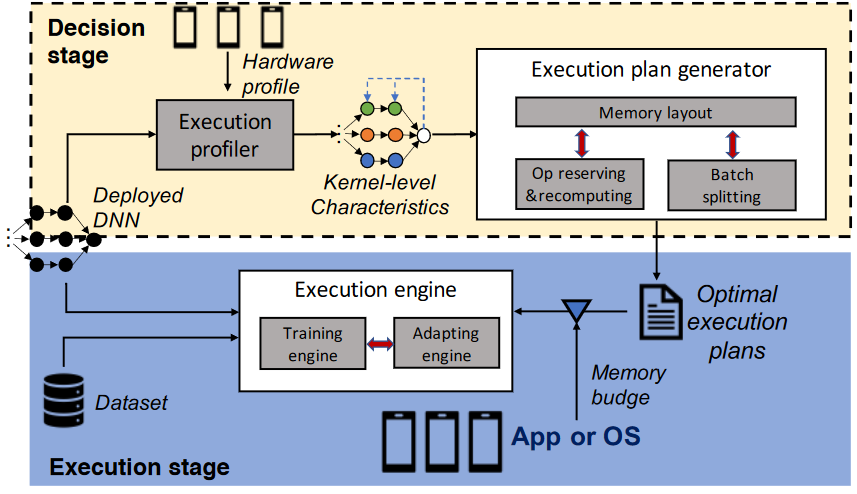 Decision
stage
Hardware
profile
Execution
profiler
Kernel-level
Characteristics
Execution plan generator
Memory layout
Op reserving
&recomputing
Batch
splitting
Deployed
DNN
Execution engine
Training
engine
Adapting
engine
Optimal
execution
plans
Memory
budge
Dataset
App or OS
Execution stage